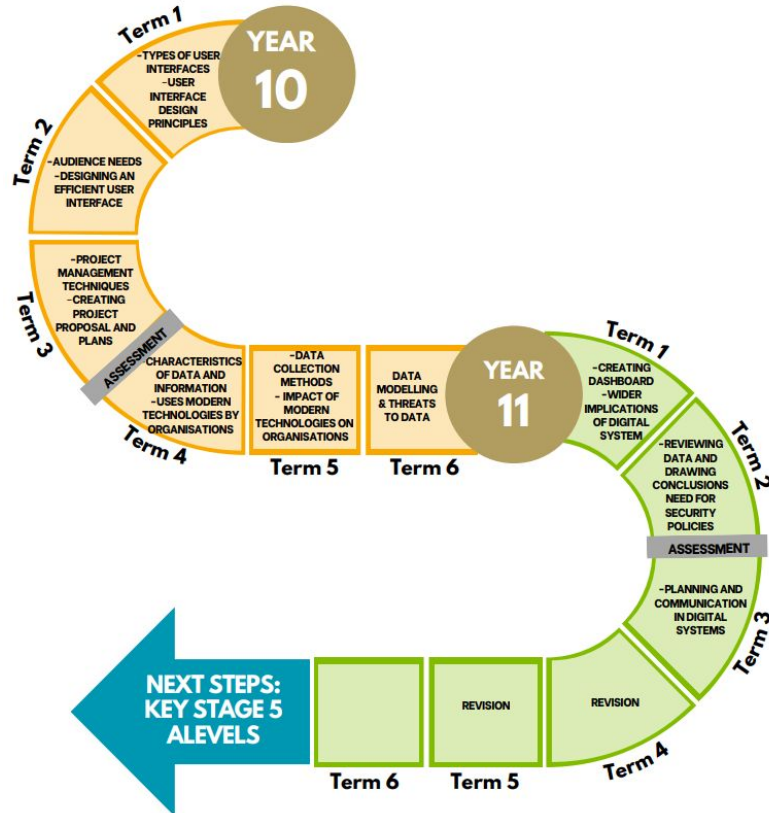 Term 1
YEAR
10
-TYPES OF USER
INTERFACES
-USER
INTERFACE
DESIGN
PRINCIPLES
Term 2
-AUDIENCE NEEDS
-DESIGNING AN
EFFICIENT USER
INTERFACE
Term 3
-PROJECT
MANAGEMENT
TECHNIQUES
-CREATING
PROJECT
PROPOSAL AND
PLANS
ASSESSMENT
Term 4
CHARACTERISTICS
OF DATA AND
INFORMATION
-USES MODERN
TECHNOLOGIES BY
ORGANISATIONS
-DATA
COLLECTION
METHODS
- IMPACT OF
MODERN
TECHNOLOGIES ON
ORGANISATIONS
Term 5
DATA
MODELLING
& THREATS
TO DATA
Term 6
YEAR
11
Term 1
-CREATING
DASHBOARD
-WIDER
IMPLICATIONS
OF DIGITAL
SYSTEM
Term 2
-REVIEWING
DATA AND
DRAWING
CONCLUSIONS
NEED FOR
SECURITY
POLICIES
ASSESSMENT
-PLANNING AND
COMMUNICATION
IN DIGITAL
SYSTEMS
Term 3
REVISION
Term 4
REVISION
Term 5
Term 6
NEXT STEPS:
KEY STAGE 5
ALEVELS